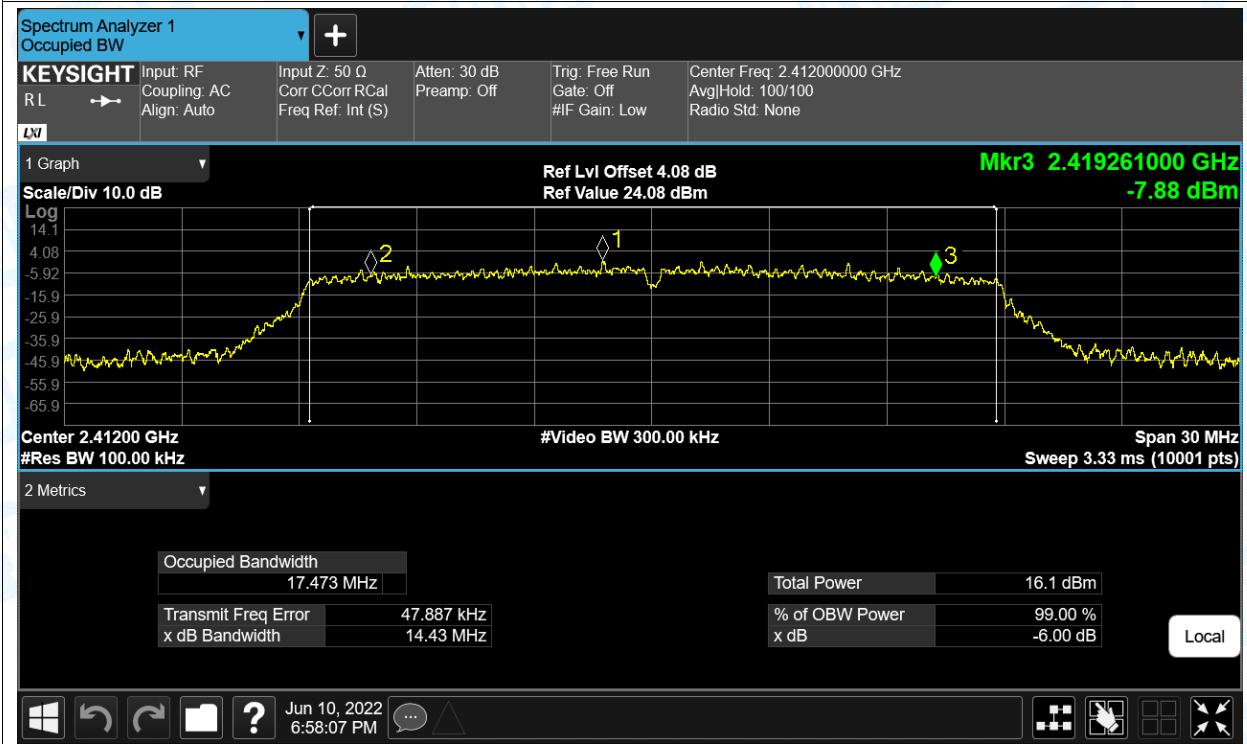 Spectrum Analyzer 1
Occupied BW
KEYSIGHT
R L
LXI
Input: RF
Coupling: AC
Align: Auto
Input Z: 50 Ω
Corr CCorr RCal
Freq Ref: Int (S)
Atten: 30 dB
Preamp: Off
Trig: Free Run
Gate: Off
#IF Gain: Low
Center Freq: 2.412000000 GHz
Avg|Hold: 100/100
Radio Std: None
1 Graph
Scale/Div 10.0 dB
Ref Lvl Offset 4.08 dB
Ref Value 24.08 dBm
Mkr3 2.419261000 GHz
-7.88 dBm
Log
14.1
4.08
-5.92
-15.9
-25.9
-35.9
-45.9
-55.9
-65.9
2
1
3
Center 2.41200 GHz
#Video BW 300.00 kHz
Span 30 MHz
#Res BW 100.00 kHz
Sweep 3.33 ms (10001 pts)
2 Metrics
Occupied Bandwidth
17.473 MHz
Total Power 16.1 dBm
Transmit Freq Error 47.887 kHz
% of OBW Power 99.00 %
x dB Bandwidth 14.43 MHz
x dB -6.00 dB
Local
?
Jun 10, 2022
6:58:07 PM